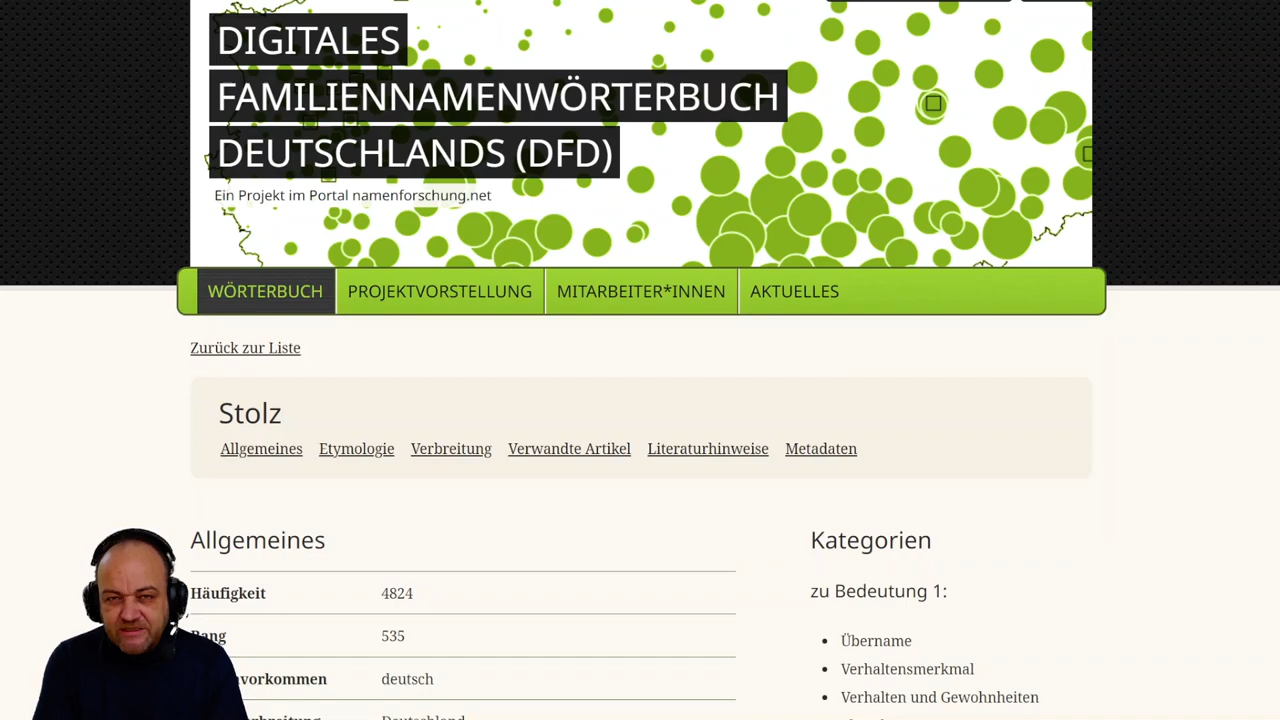 DIGITALES
FAMILIENNAMENWÖRTERBUCH
DEUTSCHLANDS (DFD)
Ein Projekt im Portal namenforschung.net
WÖRTERBUCH PROJEKTVORSTELLUNG MITARBEITER*INNEN AKTUELLES
Zurück zur Liste
Stolz
Allgemeines Etymologie Verbreitung Verwandte Artikel Literaturhinweise Metadaten
Allgemeines
Häufigkeit 4824
Rang 535
deutsch
Deutschland
Kategorien
zu Bedeutung 1:
Übername
Verhaltensmerkmal
Verhalten und Gewohnheiten